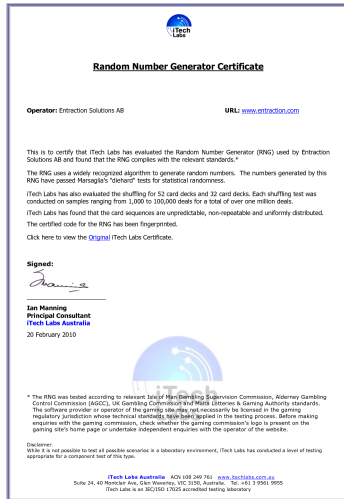 iTech
Labs
Random Number Generator Certificate
Operator: Entraction Solutions AB URL: www.entraction.com
This is to certify that iTech Labs has evaluated the Random Number Generator (RNG) used by Entraction
Solutions AB and found that the RNG complies with the relevant standards.*
The RNG uses a widely recognized algorithm to generate random numbers. The numbers generated by this
RNG have passed Marsaglia's "diehard" tests for statistical randomness.
iTech Labs has also evaluated the shuffling for 52 card decks and 32 card decks. Each shuffling test was
conducted on samples ranging from 1,000 to 100,000 deals for a total of over one million deals.
iTech Labs has found that the card sequences are unpredictable, non-repeatable and uniformly distributed.
The certified code for the RNG has been fingerprinted.
Click here to view the Original iTech Labs Certificate.
Signed:
Imanning
Ian Manning
Principal Consultant
iTech Labs Australia
20 February 2010
iTech
Labs
* The RNG was tested according to relevant Isle of Man Gambling Supervision Commission, Alderney Gambling
Control Commission (AGCC), UK Gambling Commission and Malta Lotteries & Gaming Authority standards.
The software provider or operator of the gaming site may not necessarily be licensed in the gaming
regulatory jurisdiction whose technical standards have been applied in the testing process. Before making
enquiries with the gaming commission, check whether the gaming commission's logo is present on the
gaming site's home page or undertake independent enquiries with the operator of the website.
Disclaimer.
While it is not possible to test all possible scenarios in a laboratory environment, iTech Labs has conducted a level of testing
appropriate for a component test of this type.
iTech Labs Australia ACN 108 249 761 www.itechlabs.com.au
Suite 24, 40 Montclair Ave, Glen Waverley, VIC 3150, Australia. Tel: +61 3 9561 9955
iTech Labs is an IEC/ISO 17025 accredited testing laboratory